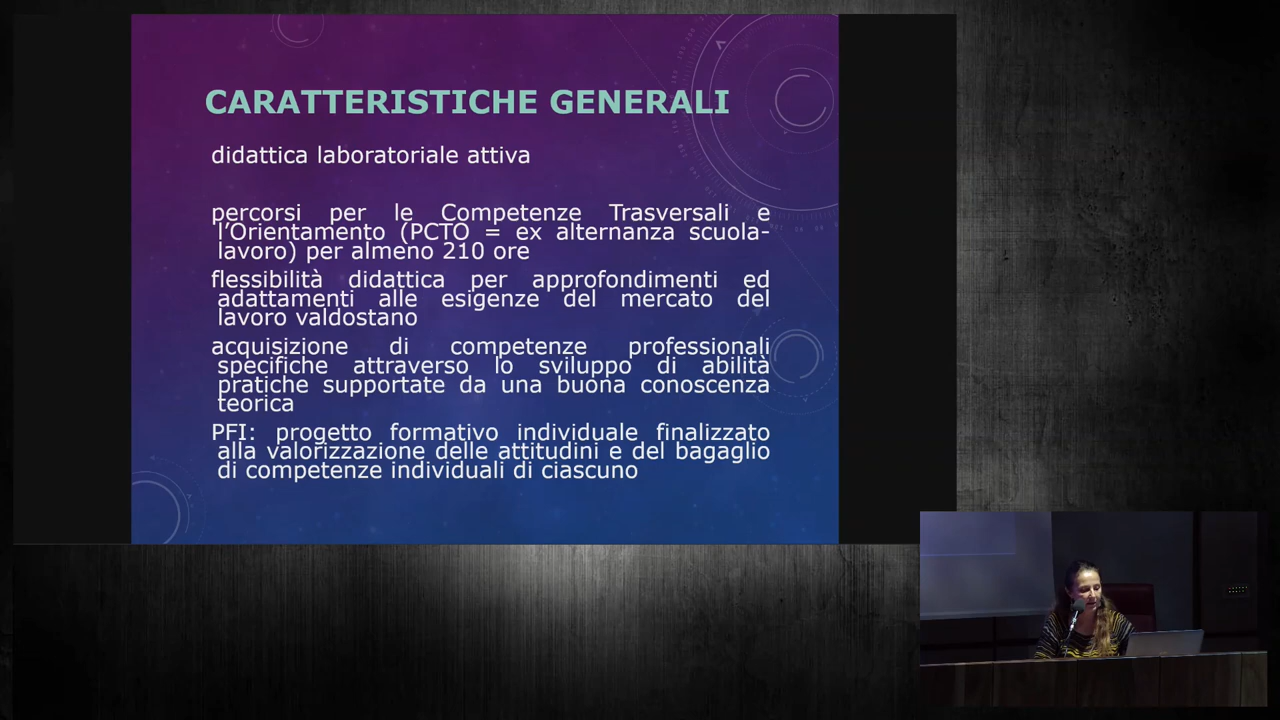 CARATTERISTICHE GENERALI
didattica laboratoriale attiva
percorsi per le Competenze Trasversali e
l'Orientamento (PCTO = ex alternanza scuola-
lavoro) per almeno 210 ore
flessibilità didattica per approfondimenti ed
adattamenti alle esigenze del mercato del
lavoro valdostano
acquisizione di competenze professionali
specifiche attraverso lo sviluppo di abilità
pratiche supportate da una buona conoscenza
teorica
PFI: progetto formativo individuale finalizzato
alla valorizzazione delle attitudini e del bagaglio
di competenze individuali di ciascuno